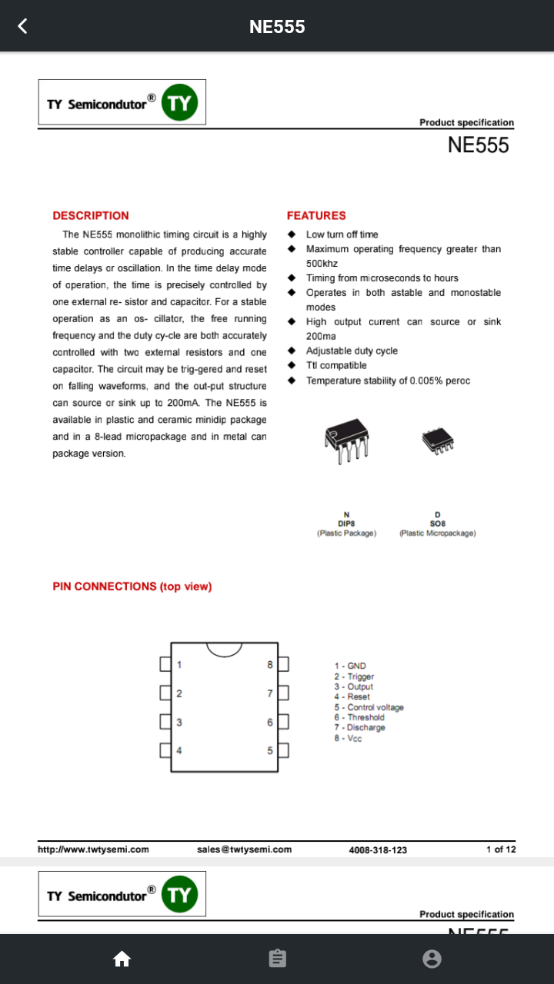 NE555
TY Semicondutor® TY
Product specification
NE555
DESCRIPTION
The NE555 monolithic timing circuit is a highly
stable controller capable of producing accurate
time delays or oscillation. In the time delay mode
of operation, the time is precisely controlled by
one external re- sistor and capacitor. For a stable
operation as an os- cillator, the free running
frequency and the duty cy-cle are both accurately
controlled with two external resistors and one
capacitor. The circuit may be trig-gered and reset
on falling waveforms, and the out-put structure
can source or sink up to 200mA. The NE555 is
available in plastic and ceramic minidip package
and in a 8-lead micropackage and in metal can
package version.
FEATURES
◆ Low turn off time
◆ Maximum operating frequency greater than
500khz
◆ Timing from microseconds to hours
◆ Operates in both astable and monostable
modes
◆ High output current can source or sink
200ma
◆ Adjustable duty cycle
◆ Ttl compatible
◆ Temperature stability of 0.005% peroc
N
DIP8
(Plastic Package)
D
SO8
(Plastic Micropackage)
PIN CONNECTIONS (top view)
1 8
2 7
3 6
4 5
1 - GND
2 - Trigger
3 - Output
4 - Reset
5 - Control voltage
6 - Threshold
7 - Discharge
8 - Vcc
http://www.twtysemi.com sales@twtysemi.com 4008-318-123 1 of 12
TY Semicondutor® TY
Product specification
NE555